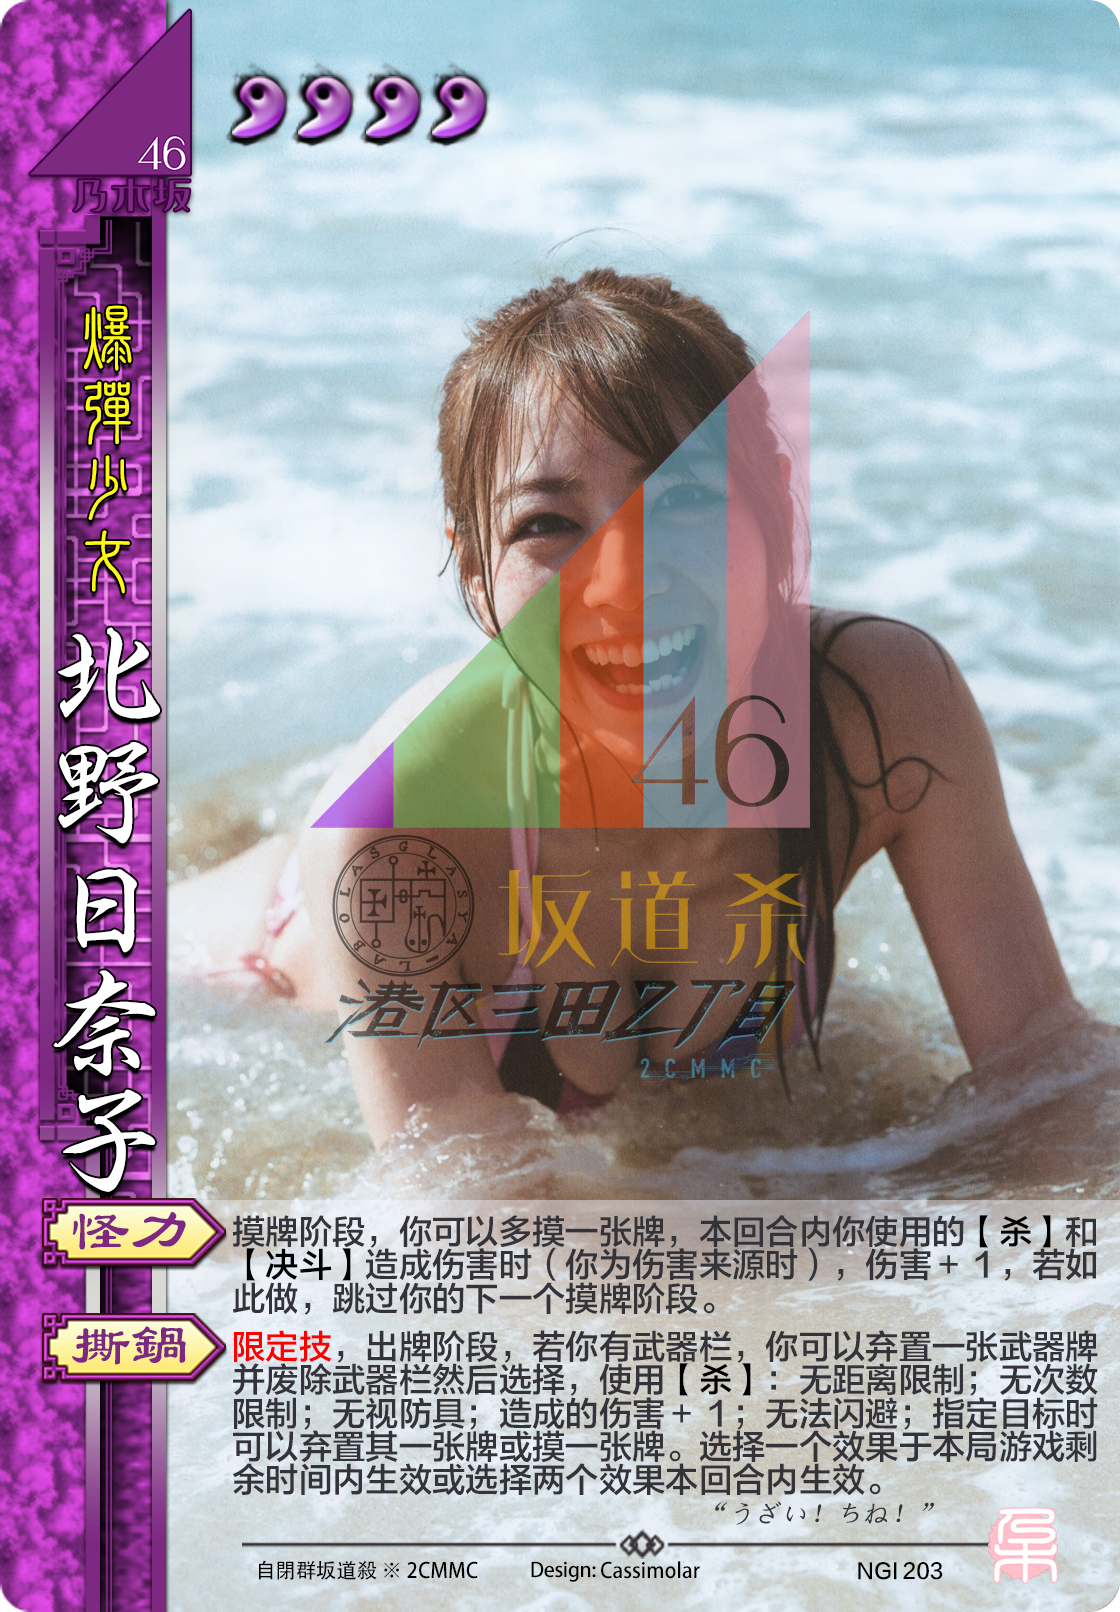 46
乃木坂
爆彈少女
北野日奈子
46
GLASYALABOLAS
坂道杀
港区三田2丁目
2CMMC
怪力
摸牌阶段，你可以多摸一张牌，本回合内你使用的【杀】和
【决斗】造成伤害时（你为伤害来源时），伤害＋１，若如
此做，跳过你的下一个摸牌阶段。
撕鍋
限定技，出牌阶段，若你有武器栏，你可以弃置一张武器牌
并废除武器栏然后选择，使用【杀】：无距离限制；无次数
限制；无视防具；造成的伤害＋１；无法闪避；指定目标时
可以弃置其一张牌或摸一张牌。选择一个效果于本局游戏剩
余时间内生效或选择两个效果本回合内生效。
“うざい！ちね！”
自閉群坂道殺 ※ 2CMMC
Design: Cassimolar
NGI 203